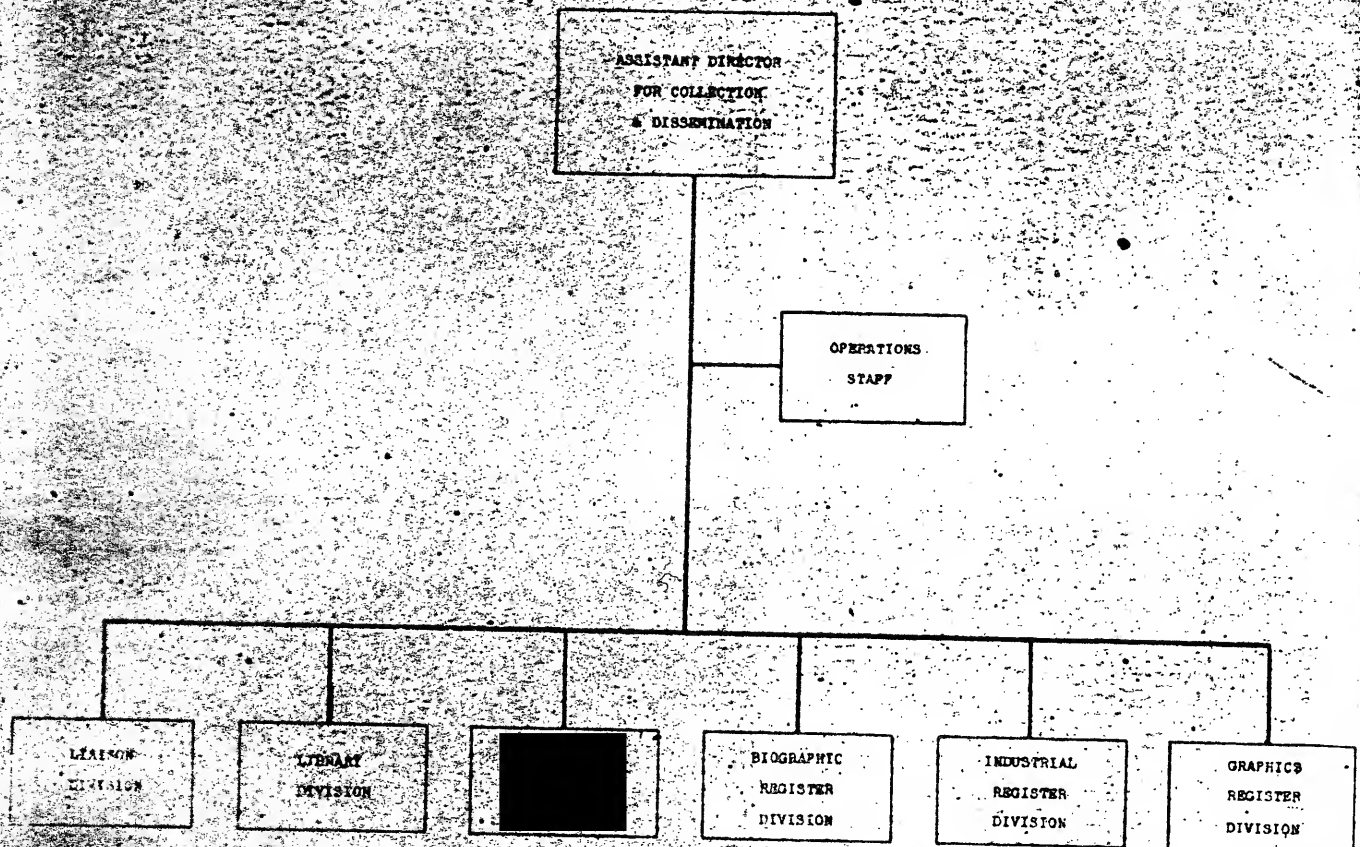 ASSISTANT DIRECTOR
FOR COLLECTION
& DISSEMINATION
OPERATIONS
STAFF
LIAISON
DIVISION
LIBRARY
DIVISION
BIOGRAPHIC
REGISTER
DIVISION
INDUSTRIAL
REGISTER
DIVISION
GRAPHICS
REGISTER
DIVISION